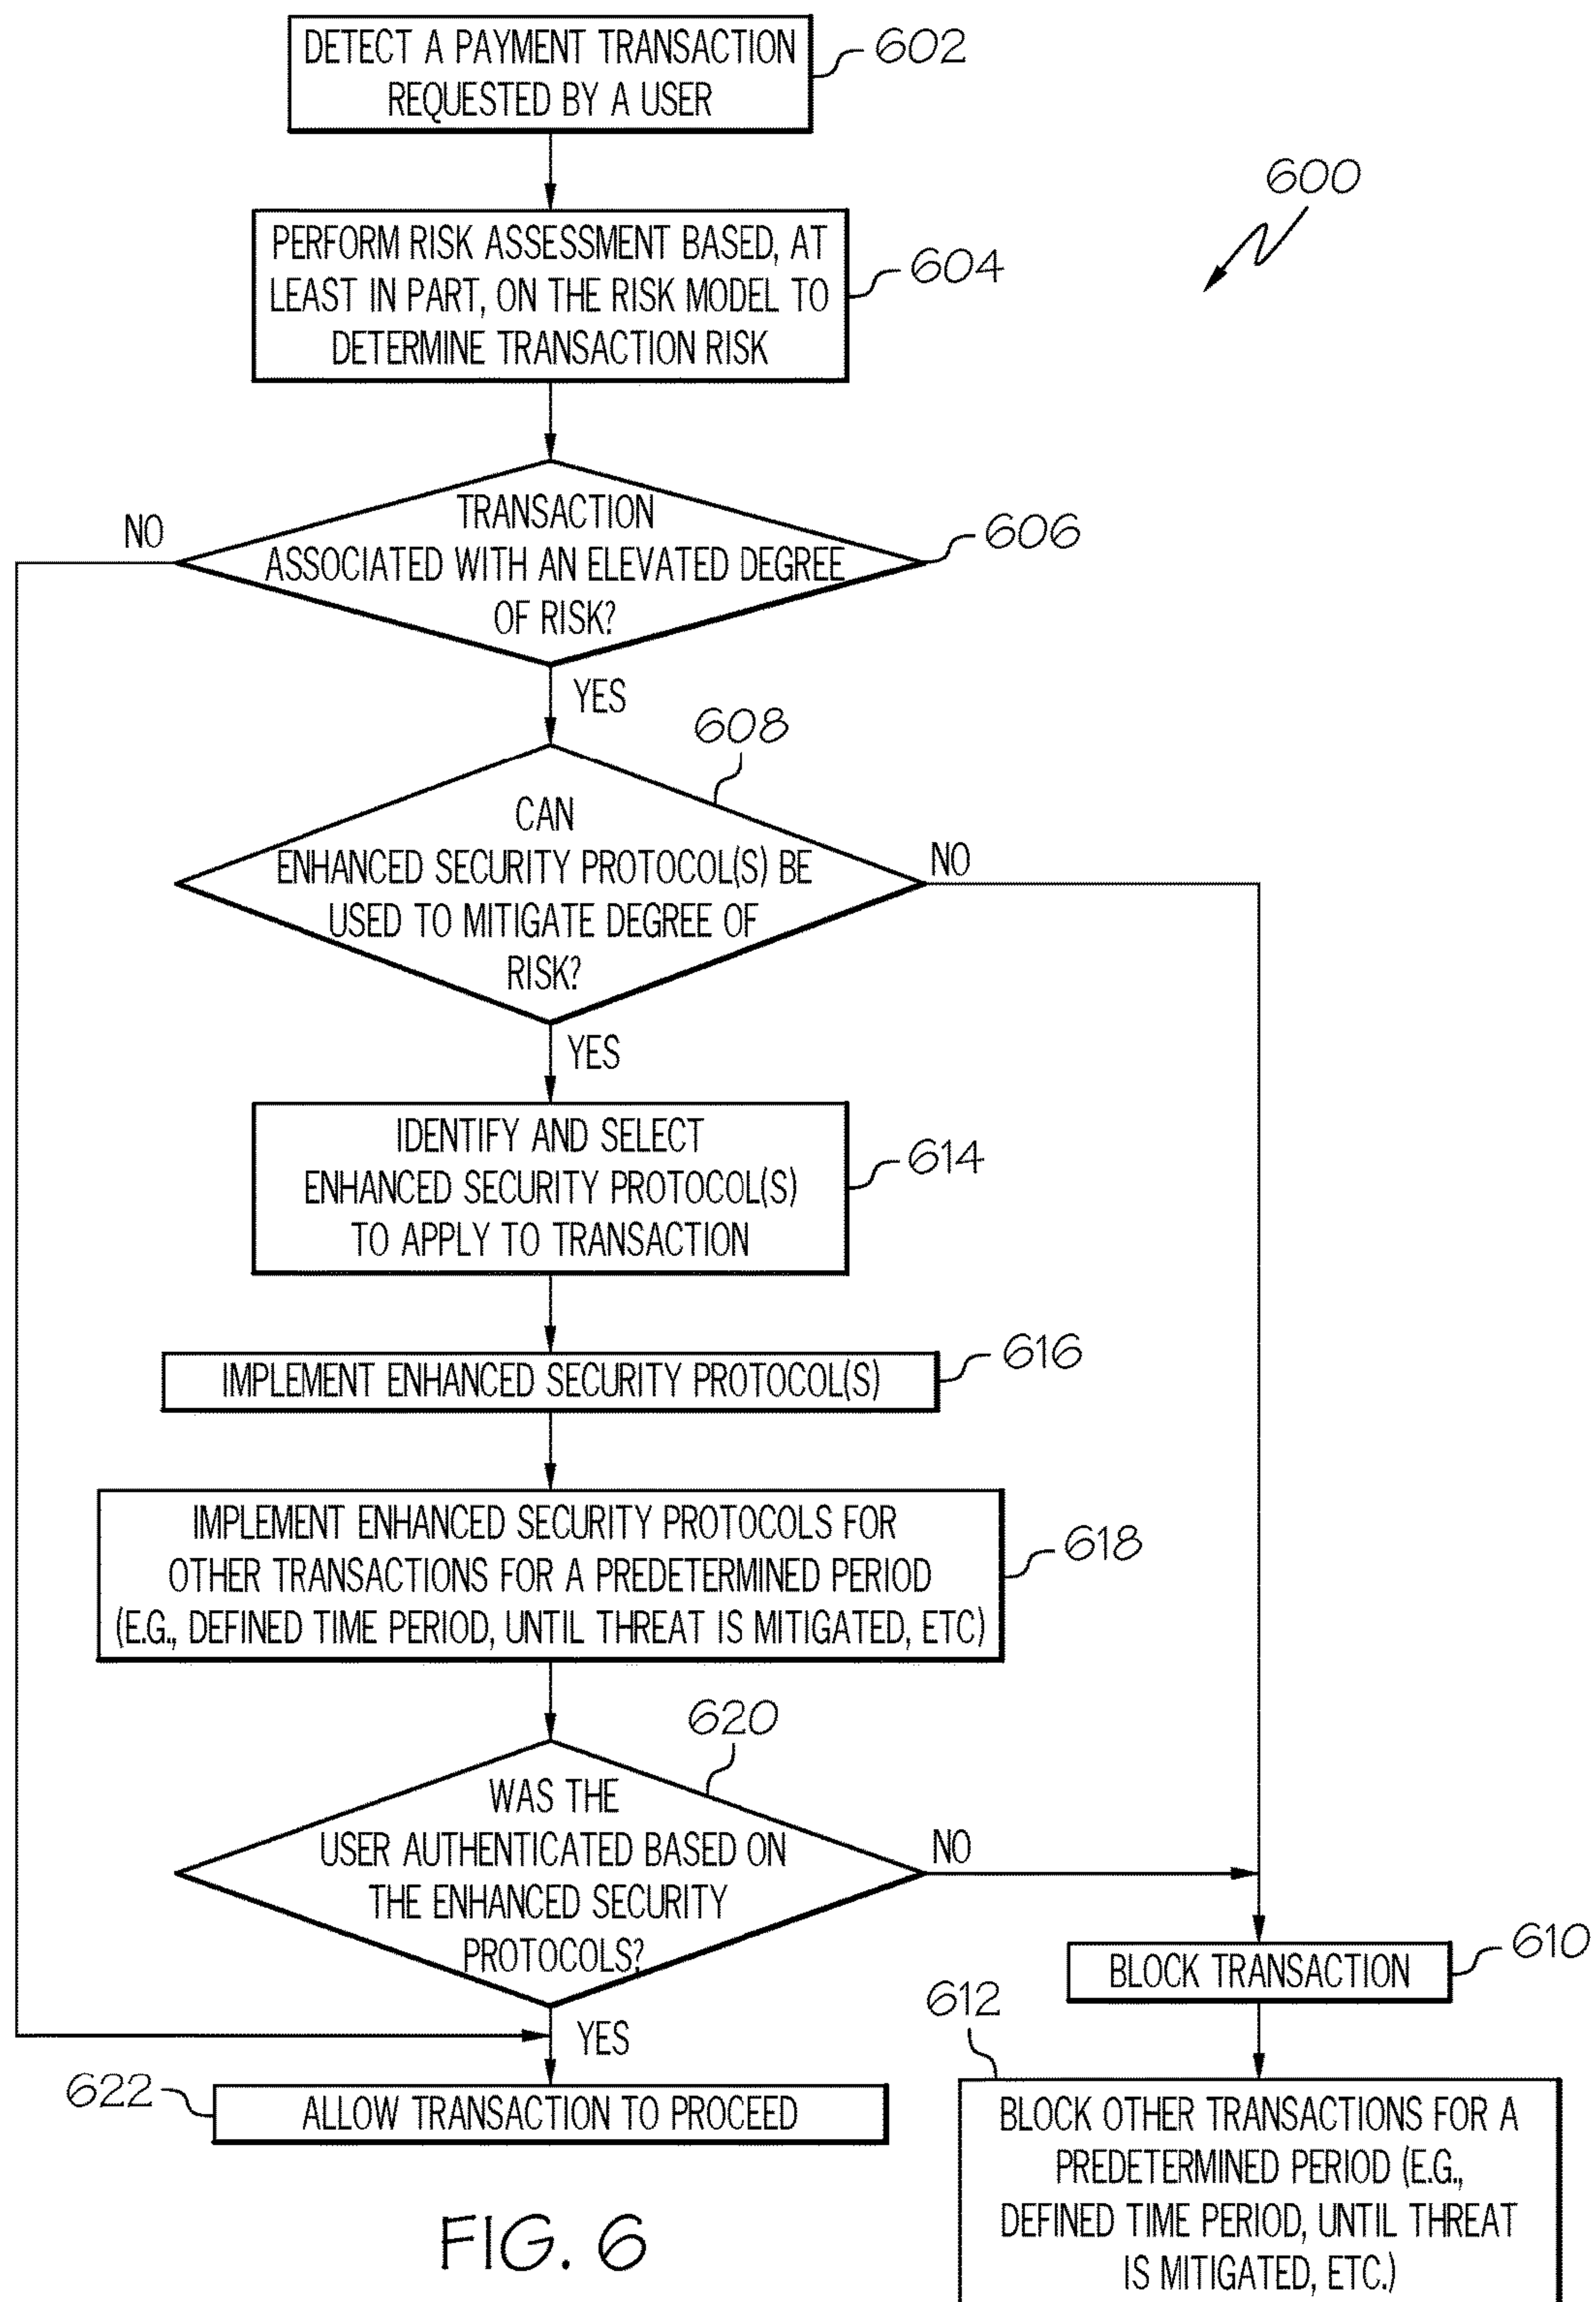 DETECT A PAYMENT TRANSACTION
REQUESTED BY A USER
602
600
PERFORM RISK ASSESSMENT BASED, AT
LEAST IN PART, ON THE RISK MODEL TO
DETERMINE TRANSACTION RISK
604
TRANSACTION
ASSOCIATED WITH AN ELEVATED DEGREE
OF RISK?
606
NO
YES
608
CAN
ENHANCED SECURITY PROTOCOL(S) BE
USED TO MITIGATE DEGREE OF
RISK?
NO
YES
IDENTIFY AND SELECT
ENHANCED SECURITY PROTOCOL(S)
TO APPLY TO TRANSACTION
614
IMPLEMENT ENHANCED SECURITY PROTOCOL(S)
616
IMPLEMENT ENHANCED SECURITY PROTOCOLS FOR
OTHER TRANSACTIONS FOR A PREDETERMINED PERIOD
(E.G., DEFINED TIME PERIOD, UNTIL THREAT IS MITIGATED, ETC)
618
620
WAS THE
USER AUTHENTICATED BASED ON
THE ENHANCED SECURITY
PROTOCOLS?
NO
YES
BLOCK TRANSACTION
610
612
BLOCK OTHER TRANSACTIONS FOR A
PREDETERMINED PERIOD (E.G.,
DEFINED TIME PERIOD, UNTIL THREAT
IS MITIGATED, ETC.)
622
ALLOW TRANSACTION TO PROCEED
FIG. 6